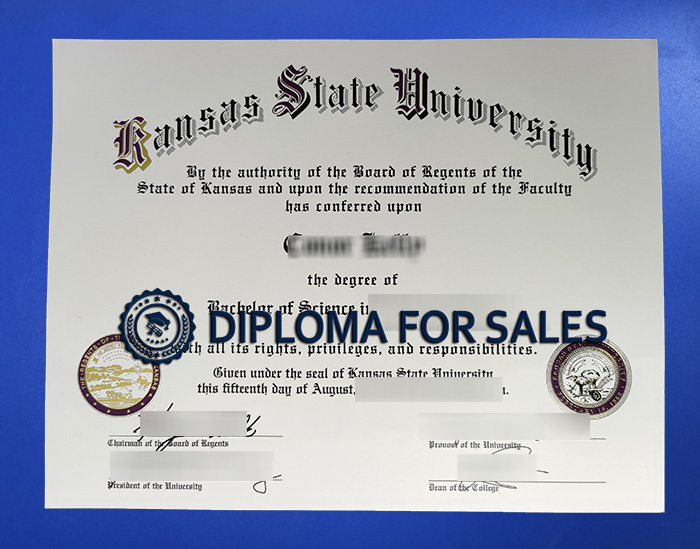 Kansas State University
By the authority of the Board of Regents of the
State of Kansas and upon the recommendation of the Faculty
has conferred upon
the degree of
Bachelor of Science in
DIPLOMA FOR SALES
all its rights, privileges, and responsibilities.
Given under the seal of Kansas State University
this fifteenth day of August,
Chairman of the Board of Regents
Provost of the University
President of the University
Dean of the College